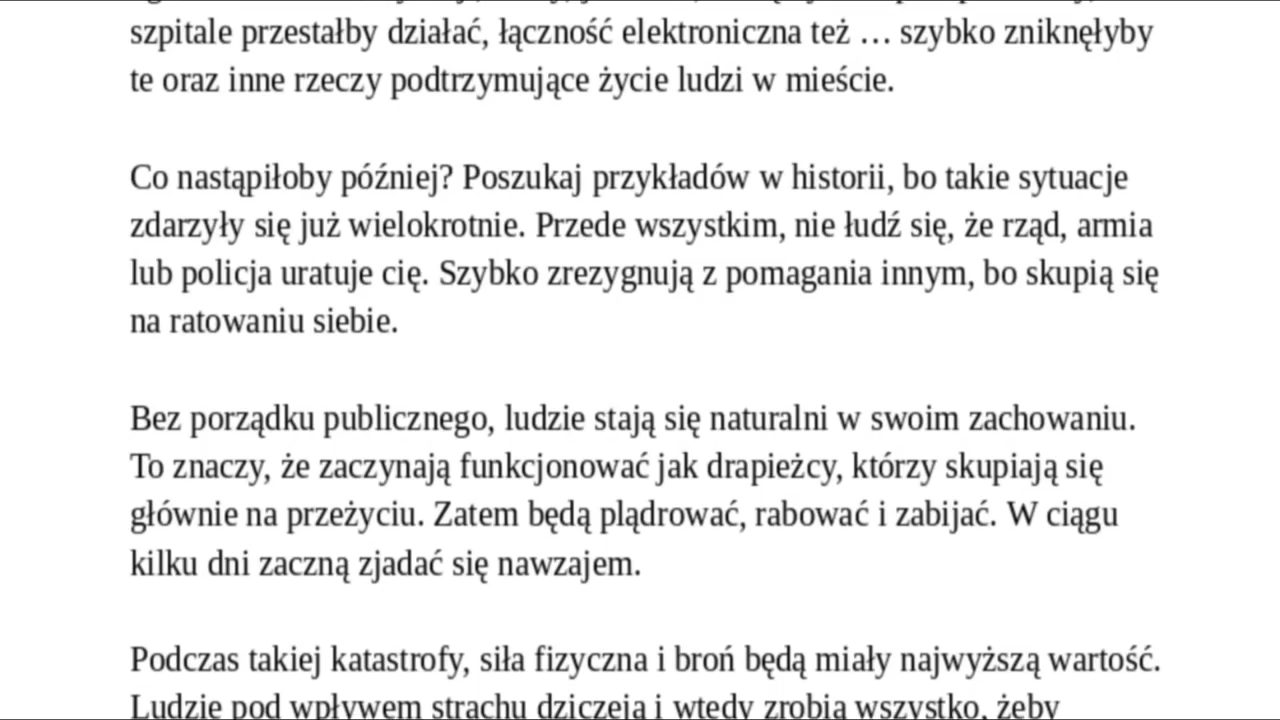 szpitale przestałby działać, łączność elektroniczna też … szybko zniknęłyby
te oraz inne rzeczy podtrzymujące życie ludzi w mieście.
Co nastąpiłoby później? Poszukaj przykładów w historii, bo takie sytuacje
zdarzyły się już wielokrotnie. Przede wszystkim, nie łudź się, że rząd, armia
lub policja uratuje cię. Szybko zrezygnują z pomagania innym, bo skupią się
na ratowaniu siebie.
Bez porządku publicznego, ludzie stają się naturalni w swoim zachowaniu.
To znaczy, że zaczynają funkcjonować jak drapieżcy, którzy skupiają się
głównie na przeżyciu. Zatem będą plądrować, rabować i zabijać. W ciągu
kilku dni zaczną zjadać się nawzajem.
Podczas takiej katastrofy, siła fizyczna i broń będą miały najwyższą wartość.
Ludzie pod wpływem strachu dziczeją i wtedy zrobią wszystko, żeby